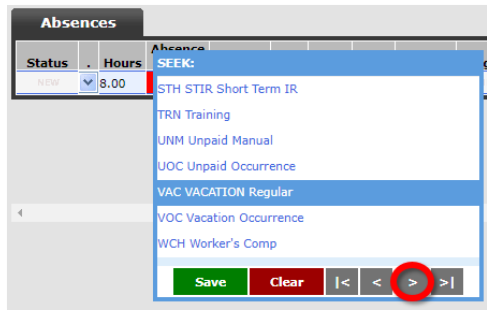 Absences
Absence
Status . Hours
NEW 8.00
SEEK:
STH STIR Short Term IR
TRN Training
UNM Unpaid Manual
UOC Unpaid Occurrence
VAC VACATION Regular
VOC Vacation Occurrence
WCH Worker's Comp
Save Clear |< < > >|